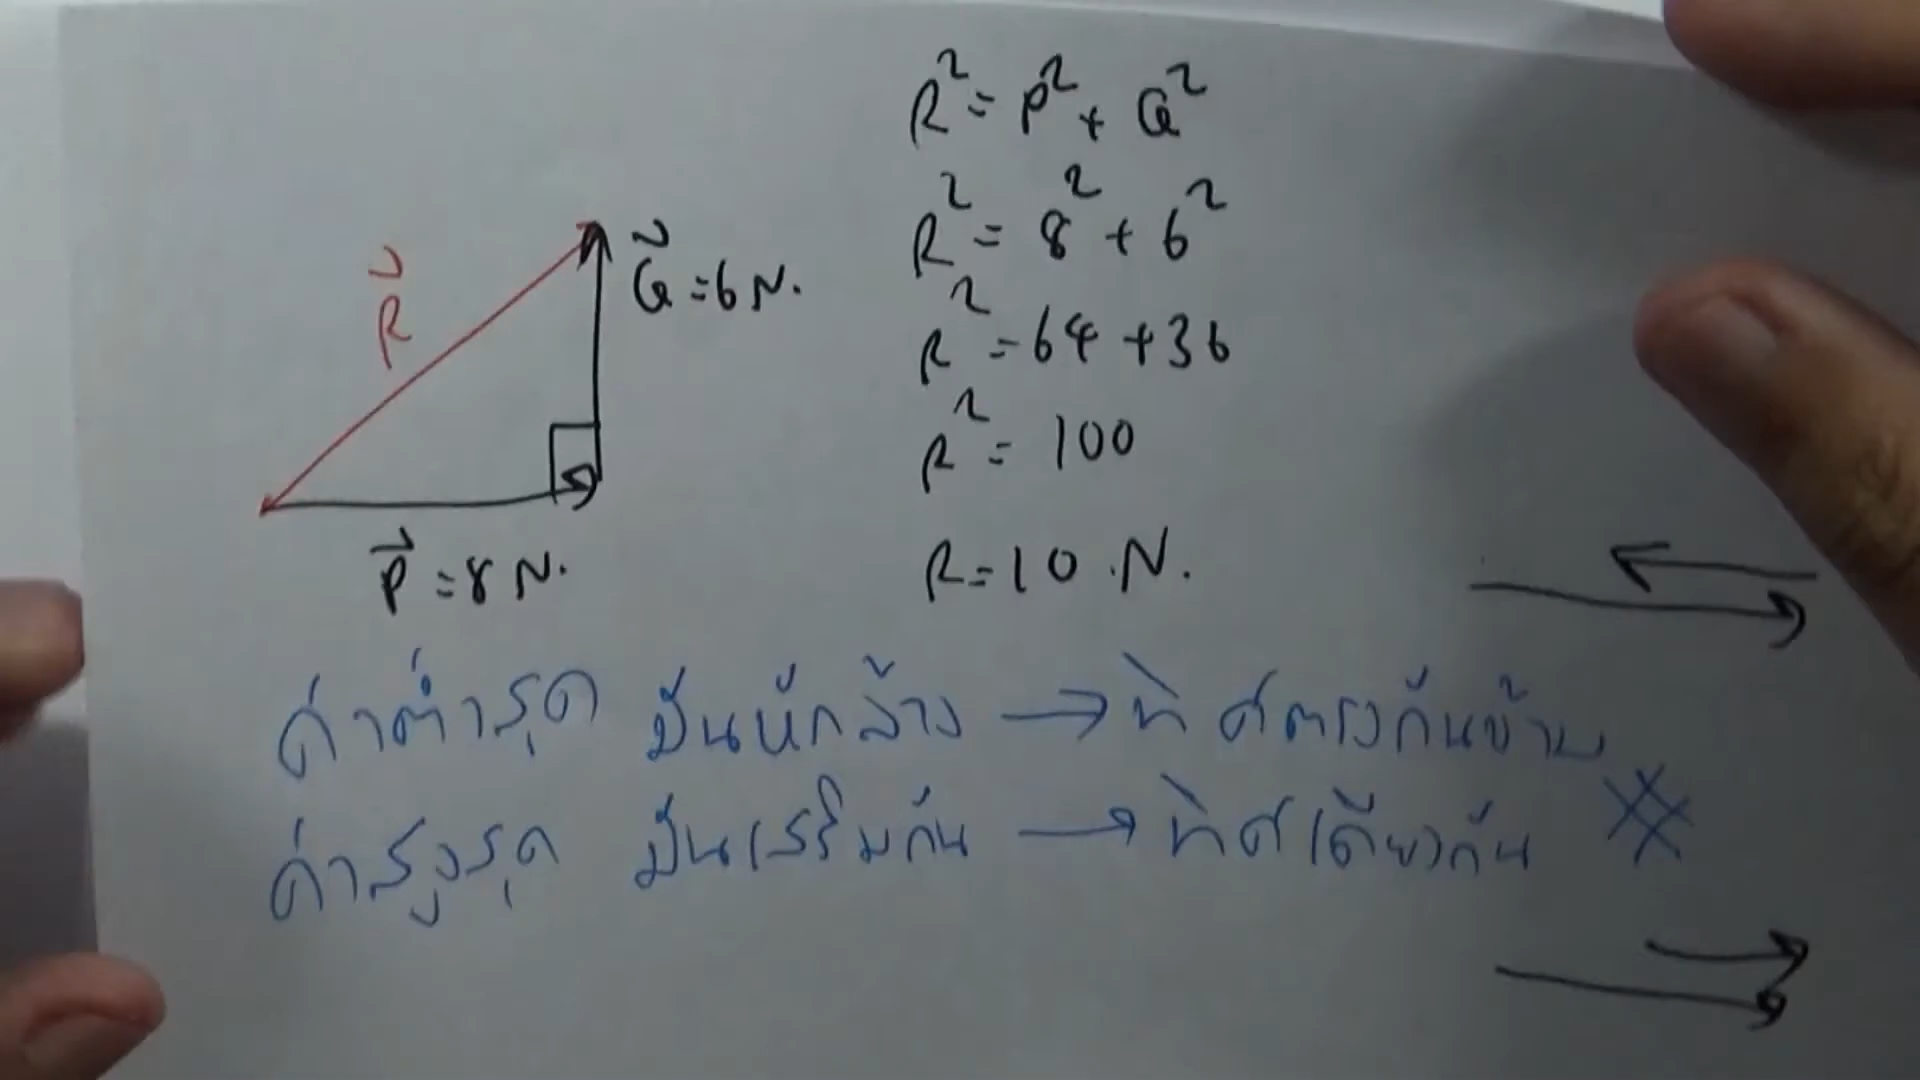 R² = P² + Q²
R² = 8² + 6²
R² = 64 + 36
R² = 100
R = 10 N.
R⃗
Q⃗ = 6 N.
P⃗ = 8 N.
ค่าต่ำสุด มันหักล้าง → ทิศตรงกันข้าม
ค่าสูงสุด มันเสริมกัน → ทิศเดียวกัน